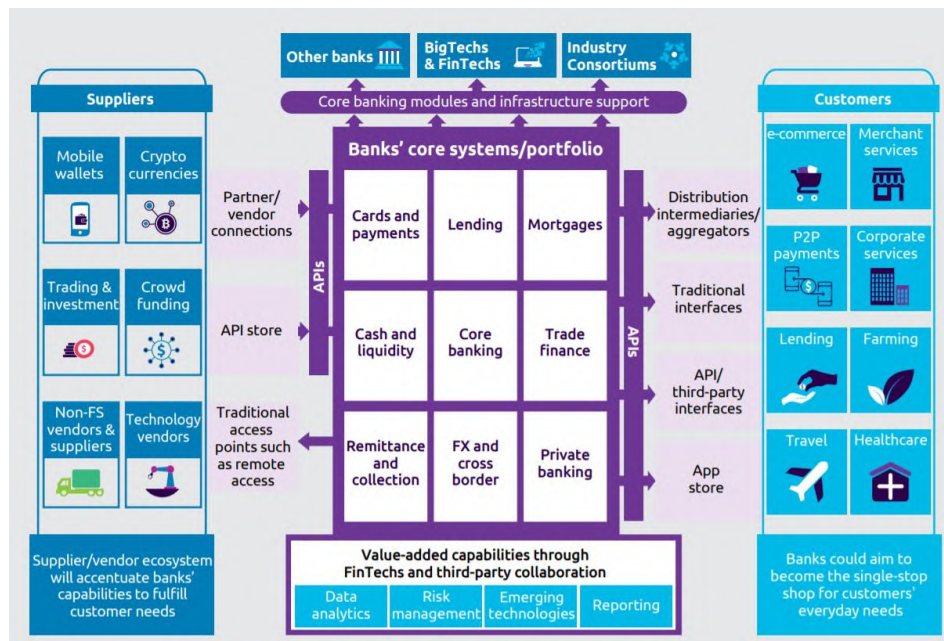 Other banks
BigTechs
& FinTechs
Industry
Consortiums
Core banking modules and infrastructure support
Suppliers
Mobile
wallets
Crypto
currencies
Trading &
investment
Crowd
funding
Non-FS
vendors &
suppliers
Technology
vendors
Supplier/vendor ecosystem
will accentuate banks'
capabilities to fulfill
customer needs
Partner/
vendor
connections
API store
Traditional
access
points such
as remote
access
APIs
Banks' core systems/portfolio
Cards and
payments
Lending
Mortgages
Cash and
liquidity
Core
banking
Trade
finance
Remittance
and
collection
FX and
cross
border
Private
banking
Value-added capabilities through
FinTechs and third-party collaboration
Data
analytics
Risk
management
Emerging
technologies
Reporting
APIs
Distribution
intermediaries/
aggregators
Traditional
interfaces
API/
third-party
interfaces
App
store
Customers
e-commerce
Merchant
services
P2P
payments
Corporate
services
Lending
Farming
Travel
Healthcare
Banks could aim to
become the single-stop
shop for customers'
everyday needs